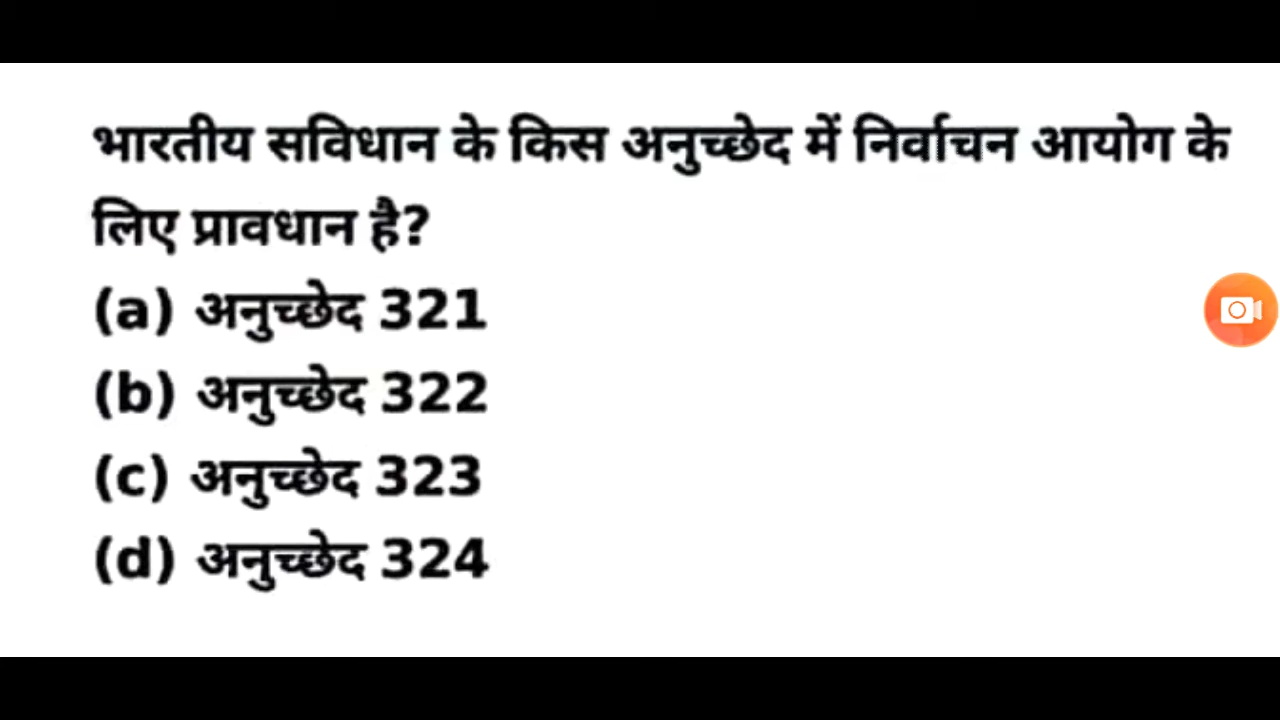 भारतीय सविधान के किस अनुच्छेद में निर्वाचन आयोग के
लिए प्रावधान है?
(a) अनुच्छेद 321
(b) अनुच्छेद 322
(c) अनुच्छेद 323
(d) अनुच्छेद 324